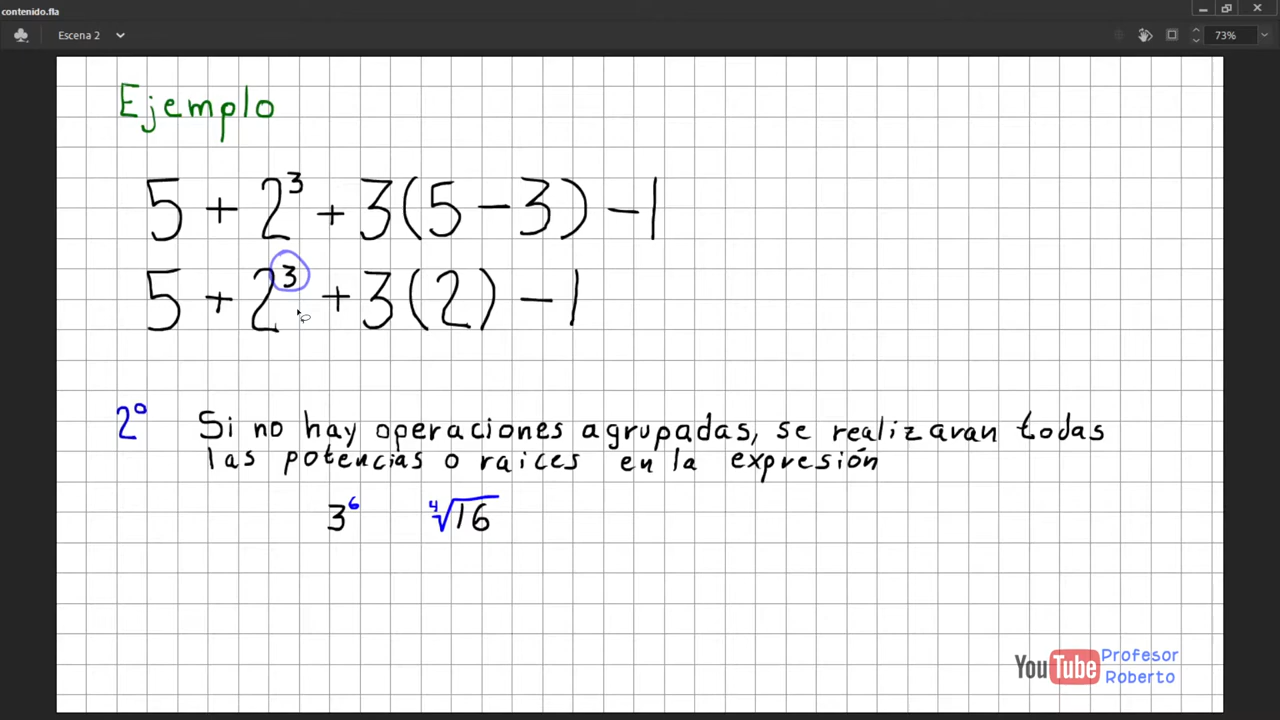 contenido.fla
Escena 2
73%
Ejemplo
5 + 2³ + 3(5 − 3) − 1
5 + 2³ + 3(2) − 1
2º Si no hay operaciones agrupadas, se realizaran todas
las potencias o raices en la expresión
3⁶ ⁴√16
YouTube Profesor
Roberto